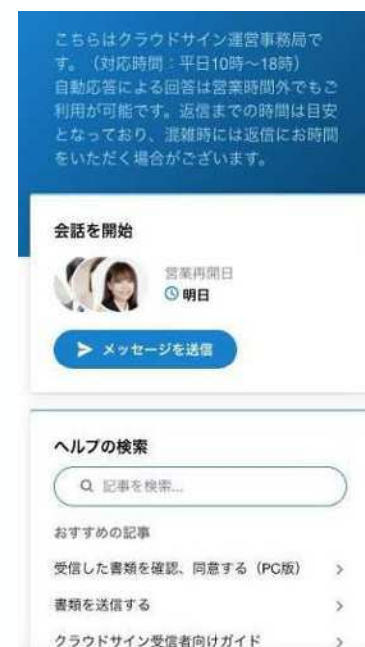 こちらはクラウドサイン運営事務局で
す。（対応時間：平日10時〜18時）
自動応答による回答は営業時間外でもご
利用が可能です。返信までの時間は目安
となっており、混雑時には返信にお時間
をいただく場合がございます。
会話を開始
営業再開日
明日
メッセージを送信
ヘルプの検索
記事を検索...
おすすめの記事
受信した書類を確認、同意する（PC版）
書類を送信する
クラウドサイン受信者向けガイド